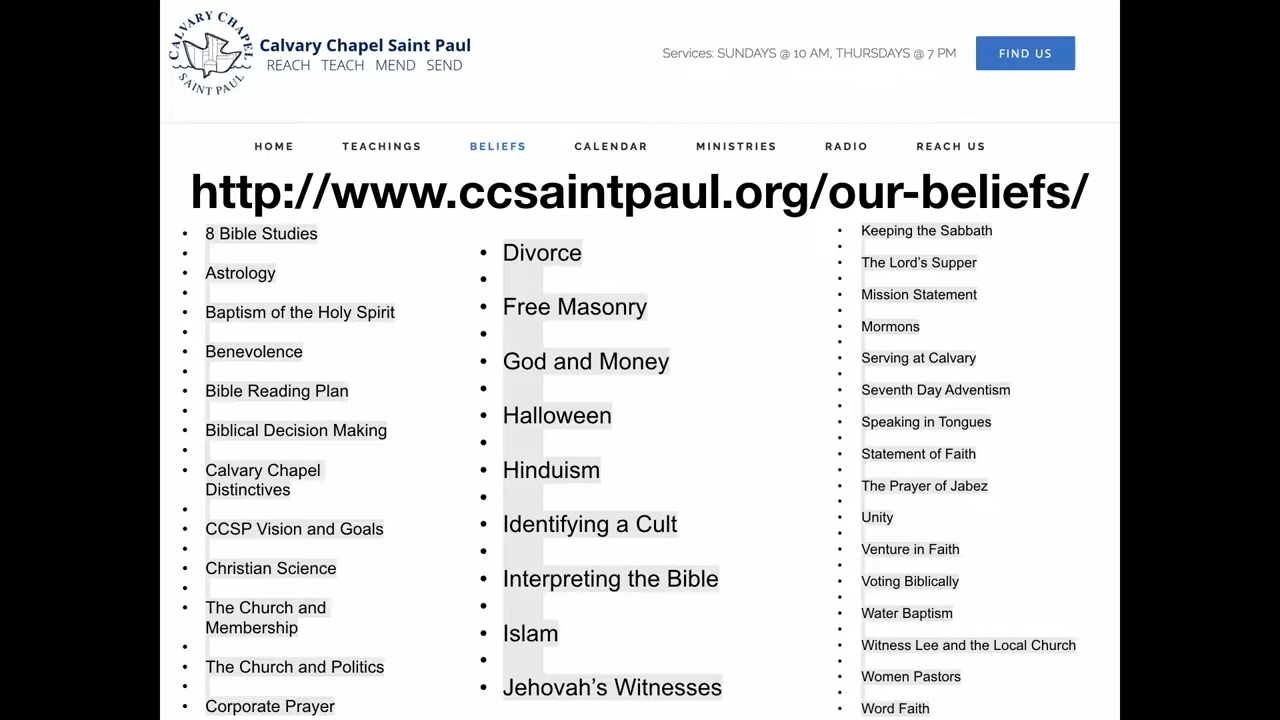 CALVARY CHAPEL
SAINT PAUL
Calvary Chapel Saint Paul
REACH TEACH MEND SEND
Services: SUNDAYS @ 10 AM, THURSDAYS @ 7 PM
FIND US
HOME TEACHINGS BELIEFS CALENDAR MINISTRIES RADIO REACH US
http://www.ccsaintpaul.org/our-beliefs/
8 Bible Studies
Astrology
Baptism of the Holy Spirit
Benevolence
Bible Reading Plan
Biblical Decision Making
Calvary Chapel
Distinctives
CCSP Vision and Goals
Christian Science
The Church and
Membership
The Church and Politics
Corporate Prayer
Divorce
Free Masonry
God and Money
Halloween
Hinduism
Identifying a Cult
Interpreting the Bible
Islam
Jehovah’s Witnesses
Keeping the Sabbath
The Lord’s Supper
Mission Statement
Mormons
Serving at Calvary
Seventh Day Adventism
Speaking in Tongues
Statement of Faith
The Prayer of Jabez
Unity
Venture in Faith
Voting Biblically
Water Baptism
Witness Lee and the Local Church
Women Pastors
Word Faith